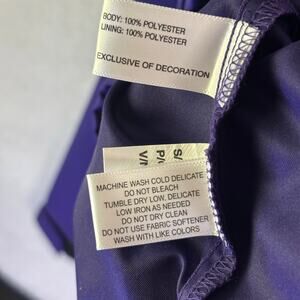 BODY: 100% POLYESTER
LINING: 100% POLYESTER
EXCLUSIVE OF DECORATION
S/
P/
V/
MACHINE WASH COLD DELICATE
DO NOT BLEACH
TUMBLE DRY LOW. DELICATE
LOW IRON AS NEEDED
DO NOT DRY CLEAN
DO NOT USE FABRIC SOFTENER
WASH WITH LIKE COLORS